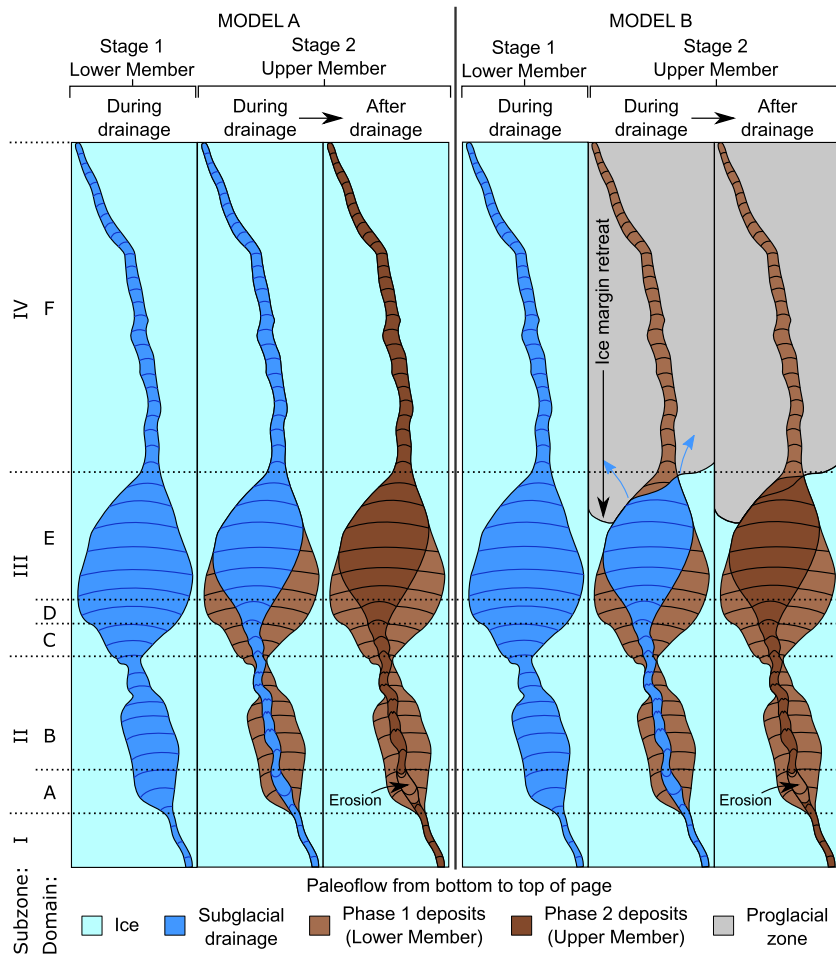 MODEL A
MODEL B
Stage 1
Lower Member
Stage 2
Upper Member
Stage 1
Lower Member
Stage 2
Upper Member
During
drainage
During
drainage
After
drainage
During
drainage
During
drainage
After
drainage
IV
F
Ice margin retreat
III
E
D
C
II
B
A
Erosion
Erosion
I
Subzone:
Domain:
Paleoflow from bottom to top of page
Ice
Subglacial
drainage
Phase 1 deposits
(Lower Member)
Phase 2 deposits
(Upper Member)
Proglacial
zone